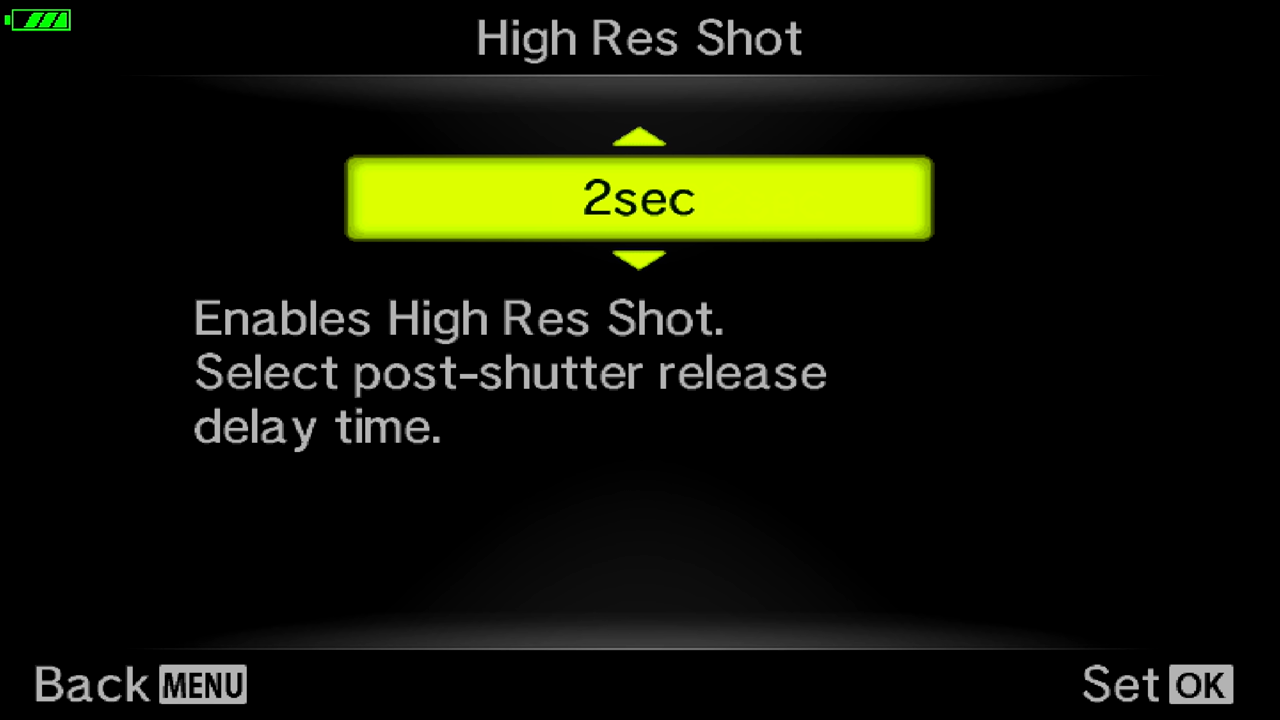 High Res Shot
2sec
Enables High Res Shot.
Select post-shutter release
delay time.
Back MENU
Set OK